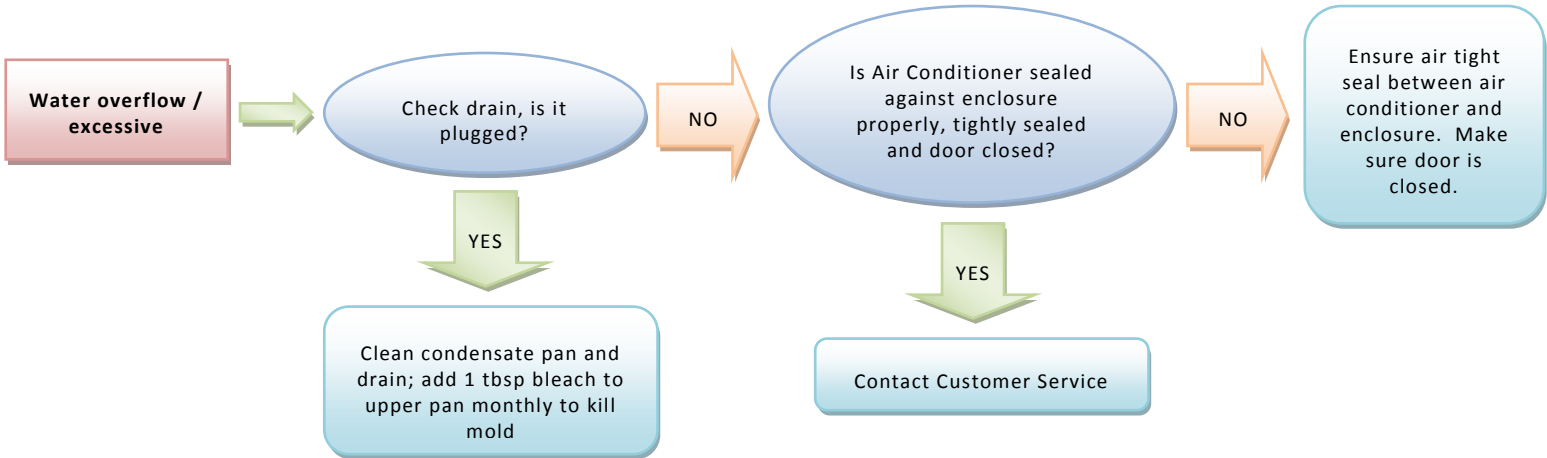 Water overflow /
excessive
Check drain, is it
plugged?
NO
Is Air Conditioner sealed
against enclosure
properly, tightly sealed
and door closed?
NO
Ensure air tight
seal between air
conditioner and
enclosure.  Make
sure door is
closed.
YES
YES
Clean condensate pan and
drain; add 1 tbsp bleach to
upper pan monthly to kill
mold
Contact Customer Service